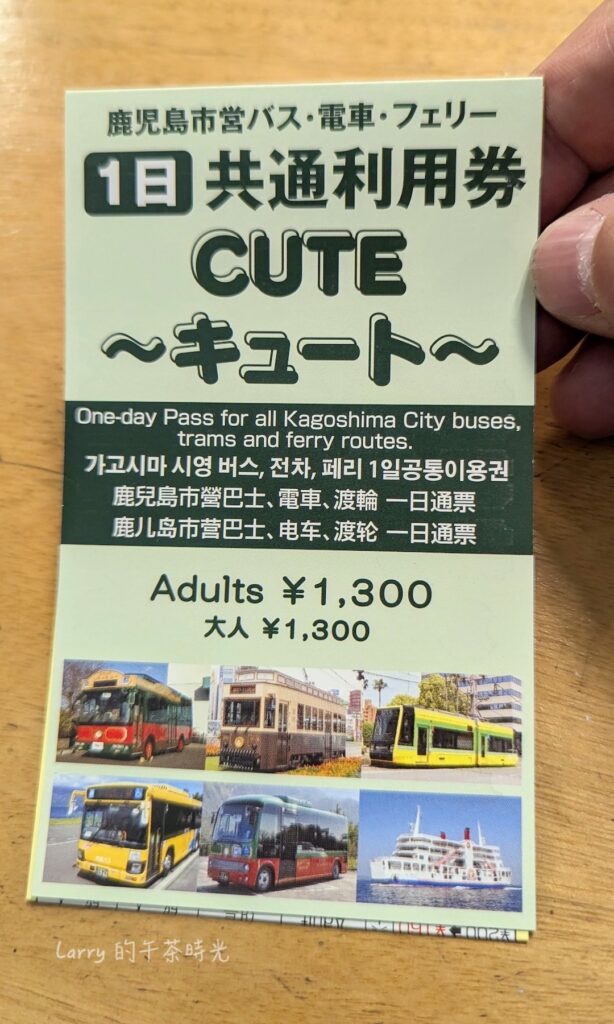 鹿児島市営バス・電車・フェリー
1日 共通利用券
CUTE
〜キュート〜
One-day Pass for all Kagoshima City buses,
trams and ferry routes.
가고시마 시영 버스, 전차, 페리 1일공통이용권
鹿兒島市營巴士、電車、渡輪 一日通票
鹿儿岛市营巴士、电车、渡轮 一日通票
Adults ¥1,300
大人 ¥1,300
Larry 的午茶時光